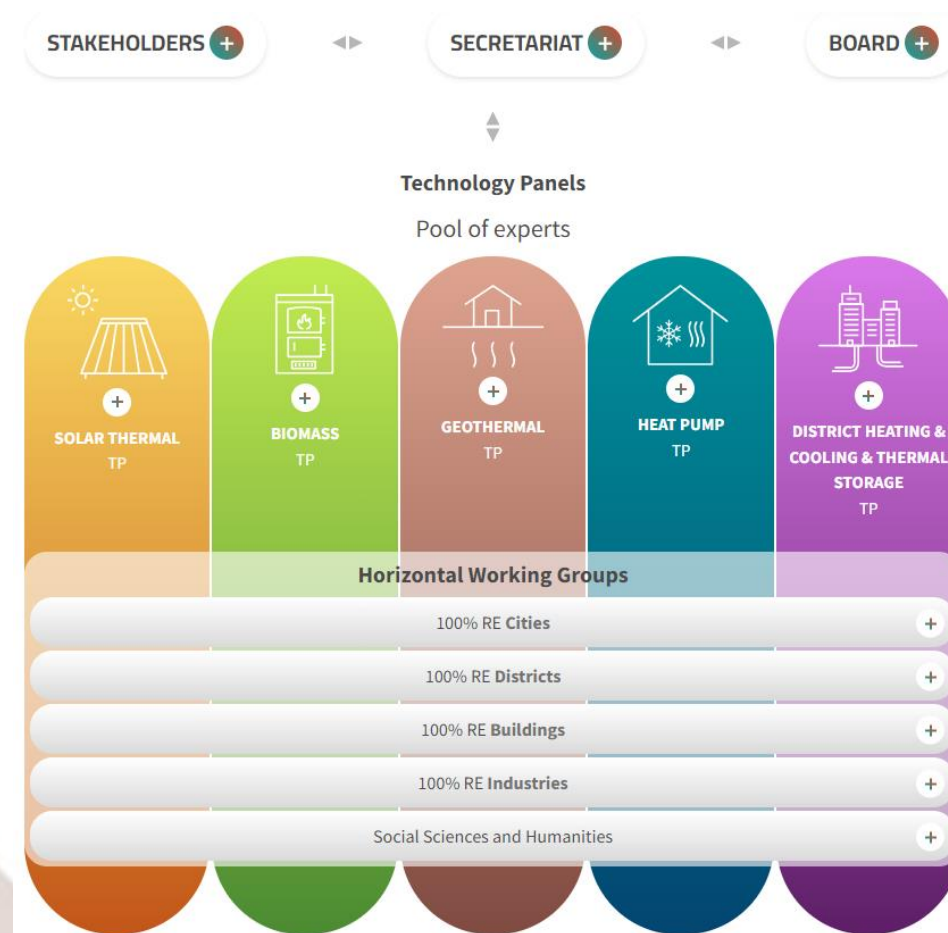 STAKEHOLDERS +
SECRETARIAT +
BOARD +
Technology Panels
Pool of experts
+
SOLAR THERMAL
TP
+
BIOMASS
TP
+
GEOTHERMAL
TP
+
HEAT PUMP
TP
+
DISTRICT HEATING &
COOLING & THERMAL
STORAGE
TP
Horizontal Working Groups
100% RE Cities +
100% RE Districts +
100% RE Buildings +
100% RE Industries +
Social Sciences and Humanities +